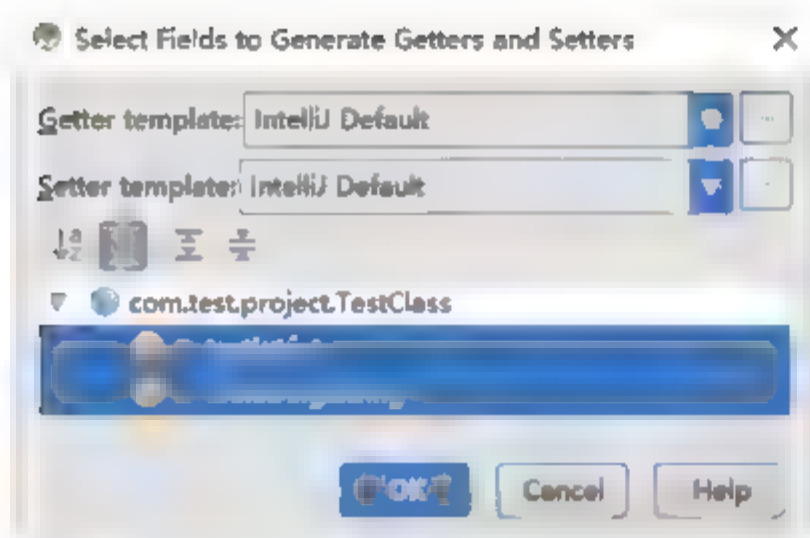 Select Fields to Generate Getters and Setters
Getter template: IntelliJ Default ...
Setter template: IntelliJ Default
com.test.project.TestClass
OK
Cancel
Help